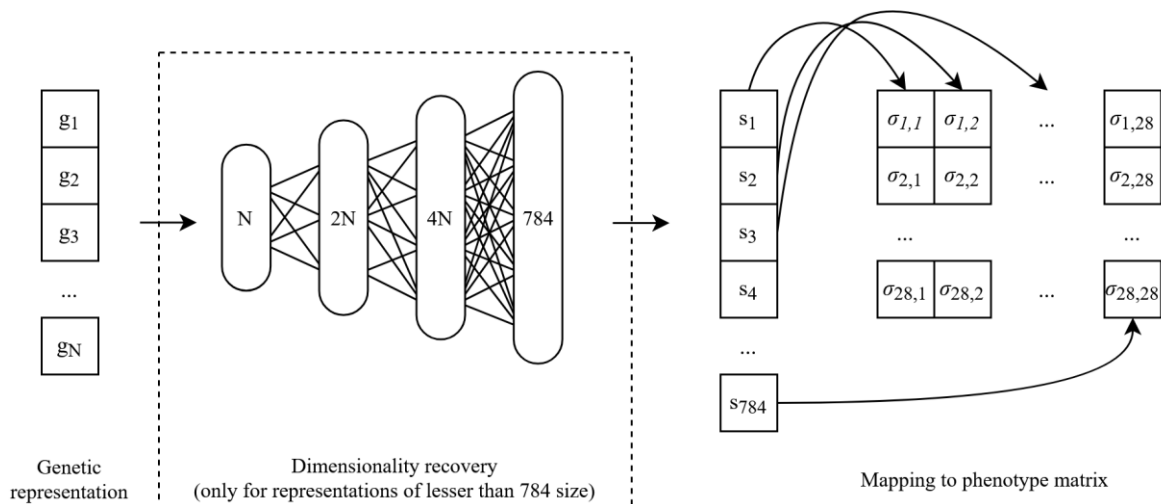 g₁
g₂
g₃
...
gN
N
2N
4N
784
s₁
s₂
s₃
s₄
...
s₇₈₄
σ₁,₁ σ₁,₂ ... σ₁,₂₈
σ₂,₁ σ₂,₂ ... σ₂,₂₈
... ...
σ₂₈,₁ σ₂₈,₂ ... σ₂₈,₂₈
Genetic
representation
Dimensionality recovery
(only for representations of lesser than 784 size)
Mapping to phenotype matrix